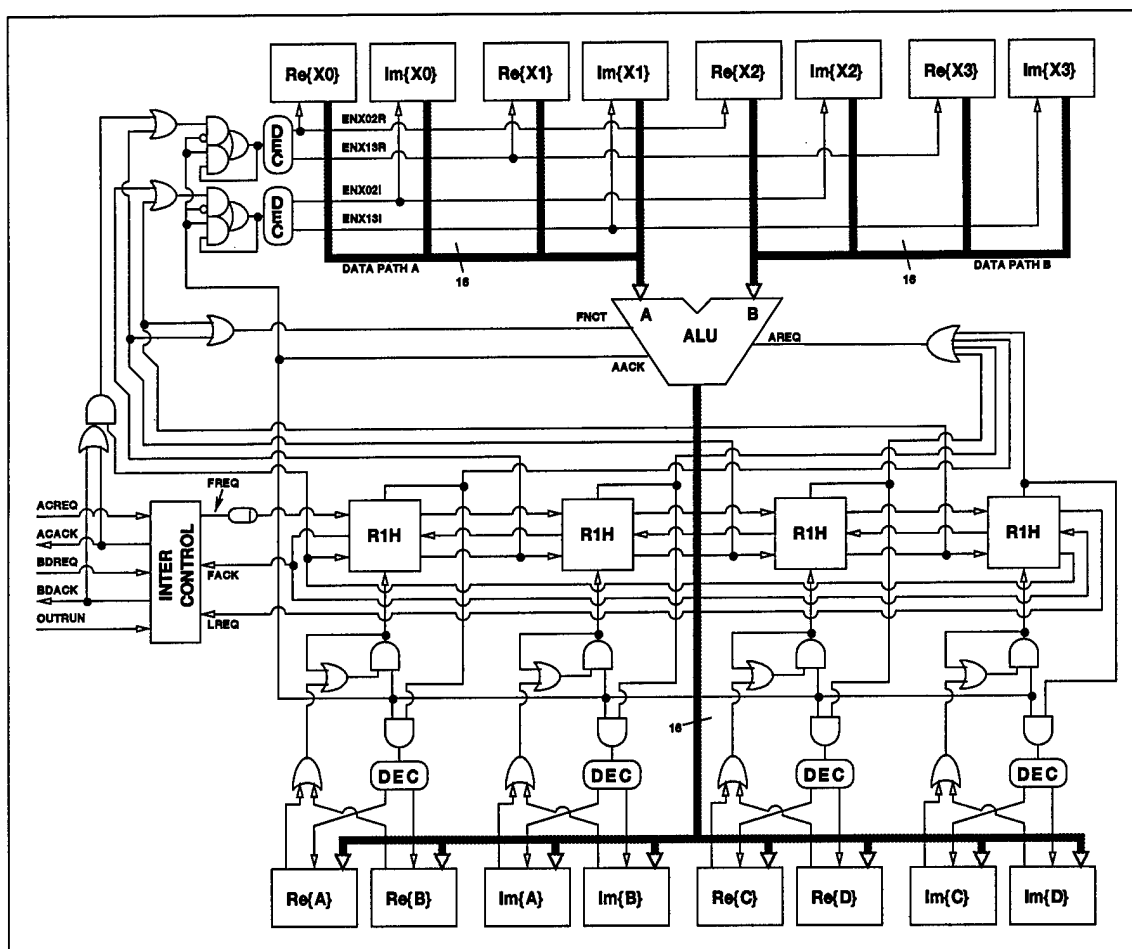 Re{X0} Im{X0} Re{X1} Im{X1} Re{X2} Im{X2} Re{X3} Im{X3}
ENX02R
DEC
ENX13R
ENX02I
DEC
ENX13I
DATA PATH A
16
16
DATA PATH B
A B
ALU
FNCT
AREQ
AACK
FREQ
ACREQ
ACACK
BDREQ
BDACK
OUTRUN
INTER CONTROL
FACK
LREQ
R1H R1H R1H R1H
16
DEC DEC DEC DEC
Re{A} Re{B} Im{A} Im{B} Re{C} Re{D} Im{C} Im{D}